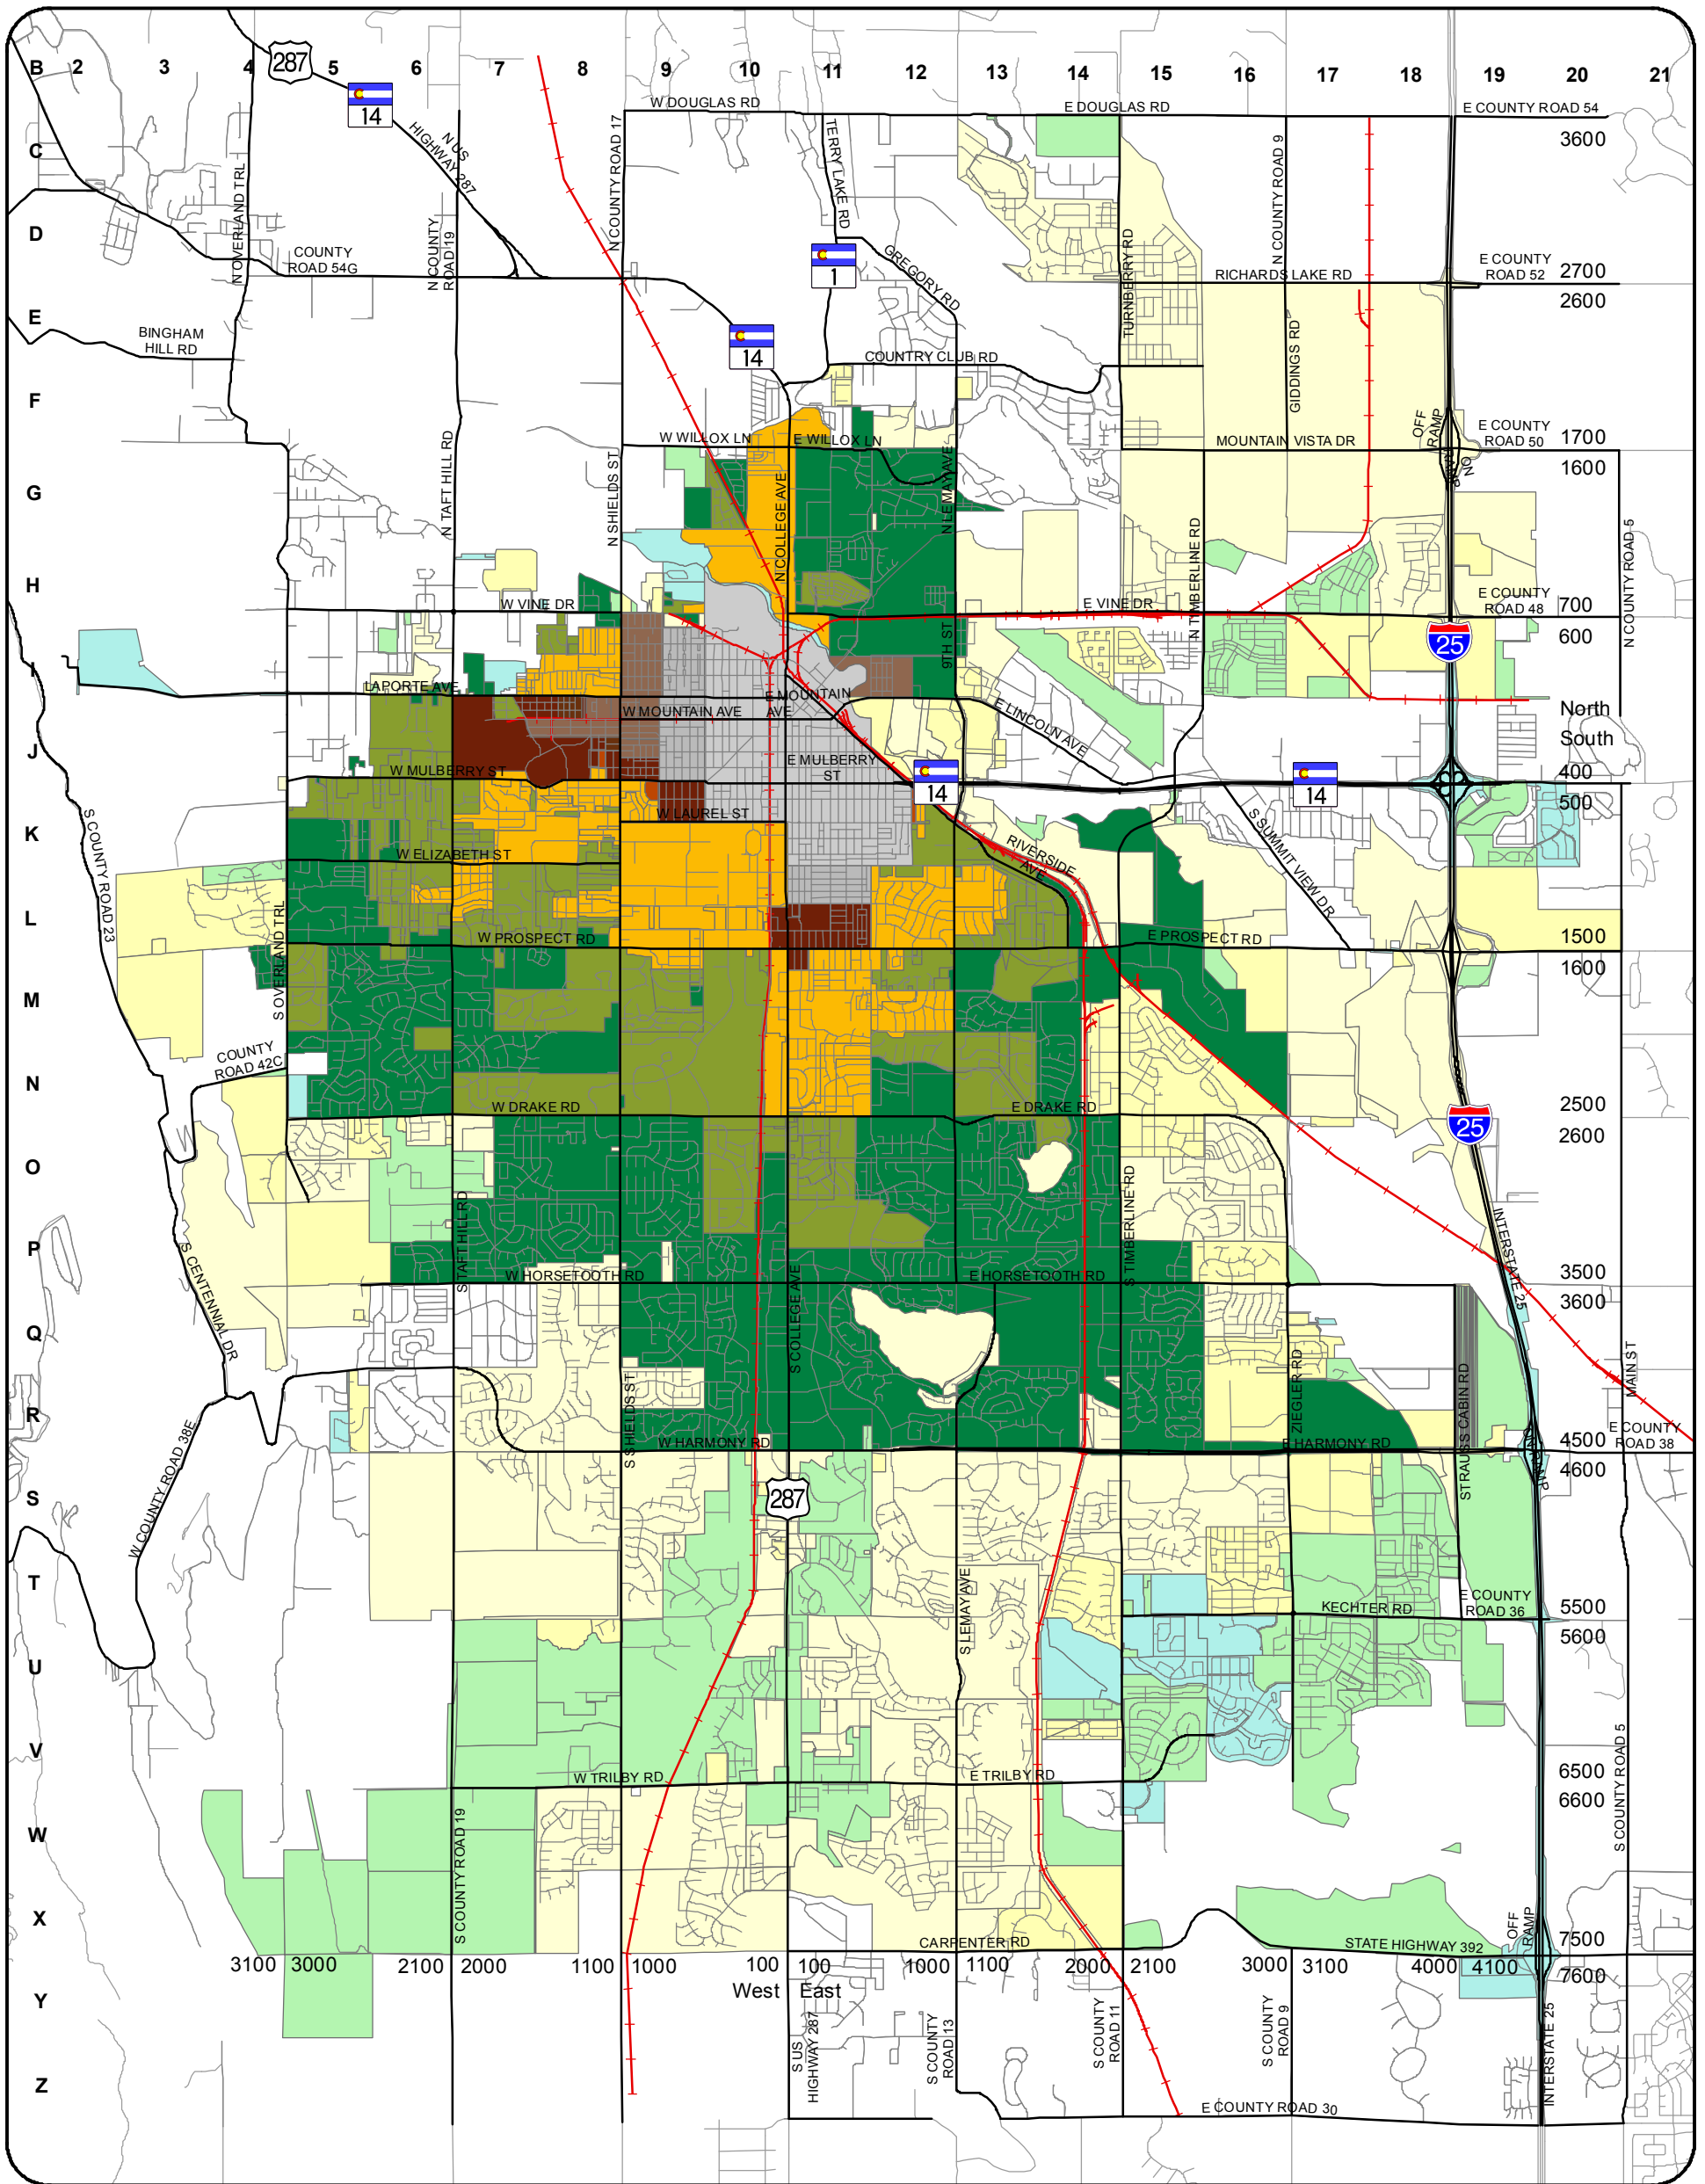 B 2 3 4 5 6 7 8 9 10 11 12 13 14 15 16 17 18 19 20 21
287
14
W DOUGLAS RD
E DOUGLAS RD
E COUNTY ROAD 54
3600
C
N US
HIGHWAY 287
N COUNTY ROAD 17
TERRY LAKE RD
N COUNTY ROAD 9
N OVERLAND TRL
D
COUNTY
ROAD 54G
N COUNTY
ROAD 19
1
GREGORY RD
TURNBERRY RD
RICHARDS LAKE RD
E COUNTY
ROAD 52
2700
2600
E
BINGHAM
HILL RD
14
COUNTRY CLUB RD
GIDDINGS RD
F
W WILLOX LN
E WILLOX LN
MOUNTAIN VISTA DR
OFF
RAMP
ON
RAMP
E COUNTY
ROAD 50
1700
1600
G
N TAFT HILL RD
N SHIELDS ST
N COLLEGE AVE
N LEMAY AVE
N TIMBERLINE RD
N COUNTY ROAD 5
H
W VINE DR
E VINE DR
E COUNTY
ROAD 48
700
600
25
I
9TH ST
LAPORTE AVE
E MOUNTAIN
AVE
W MOUNTAIN AVE
E LINCOLN AVE
North
South
J
W MULBERRY ST
E MULBERRY
ST
14
14
400
500
K
S COUNTY ROAD 23
W LAUREL ST
W ELIZABETH ST
RIVERSIDE
AVE
S SUMMIT VIEW DR
L
S OVERLAND TRL
W PROSPECT RD
E PROSPECT RD
1500
1600
M
COUNTY
ROAD 42C
N
W DRAKE RD
E DRAKE RD
2500
2600
25
O
S TAFT HILL RD
S TIMBERLINE RD
P
S CENTENNIAL DR
W HORSETOOTH RD
E HORSETOOTH RD
S COLLEGE AVE
INTERSTATE 25
3500
3600
Q
ZIEGLER RD
STRAUSS CABIN RD
MAIN ST
R
W COUNTY ROAD 38E
S SHIELDS ST
W HARMONY RD
E HARMONY RD
4500
4600
E COUNTY
ROAD 38
ON RAMP
S
287
T
S LEMAY AVE
KECHTER RD
E COUNTY
ROAD 36
5500
5600
U
V
W TRILBY RD
E TRILBY RD
6500
6600
S COUNTY ROAD 5
W
S COUNTY ROAD 19
X
CARPENTER RD
STATE HIGHWAY 392
OFF
RAMP
7500
7600
3100 3000 2100 2000 1100 1000 100 100 1000 1100 2000 2100 3000 3100 4000 4100
West East
Y
S US
HIGHWAY 287
S COUNTY
ROAD 13
S COUNTY
ROAD 11
S COUNTY
ROAD 9
INTERSTATE 25
Z
E COUNTY ROAD 30